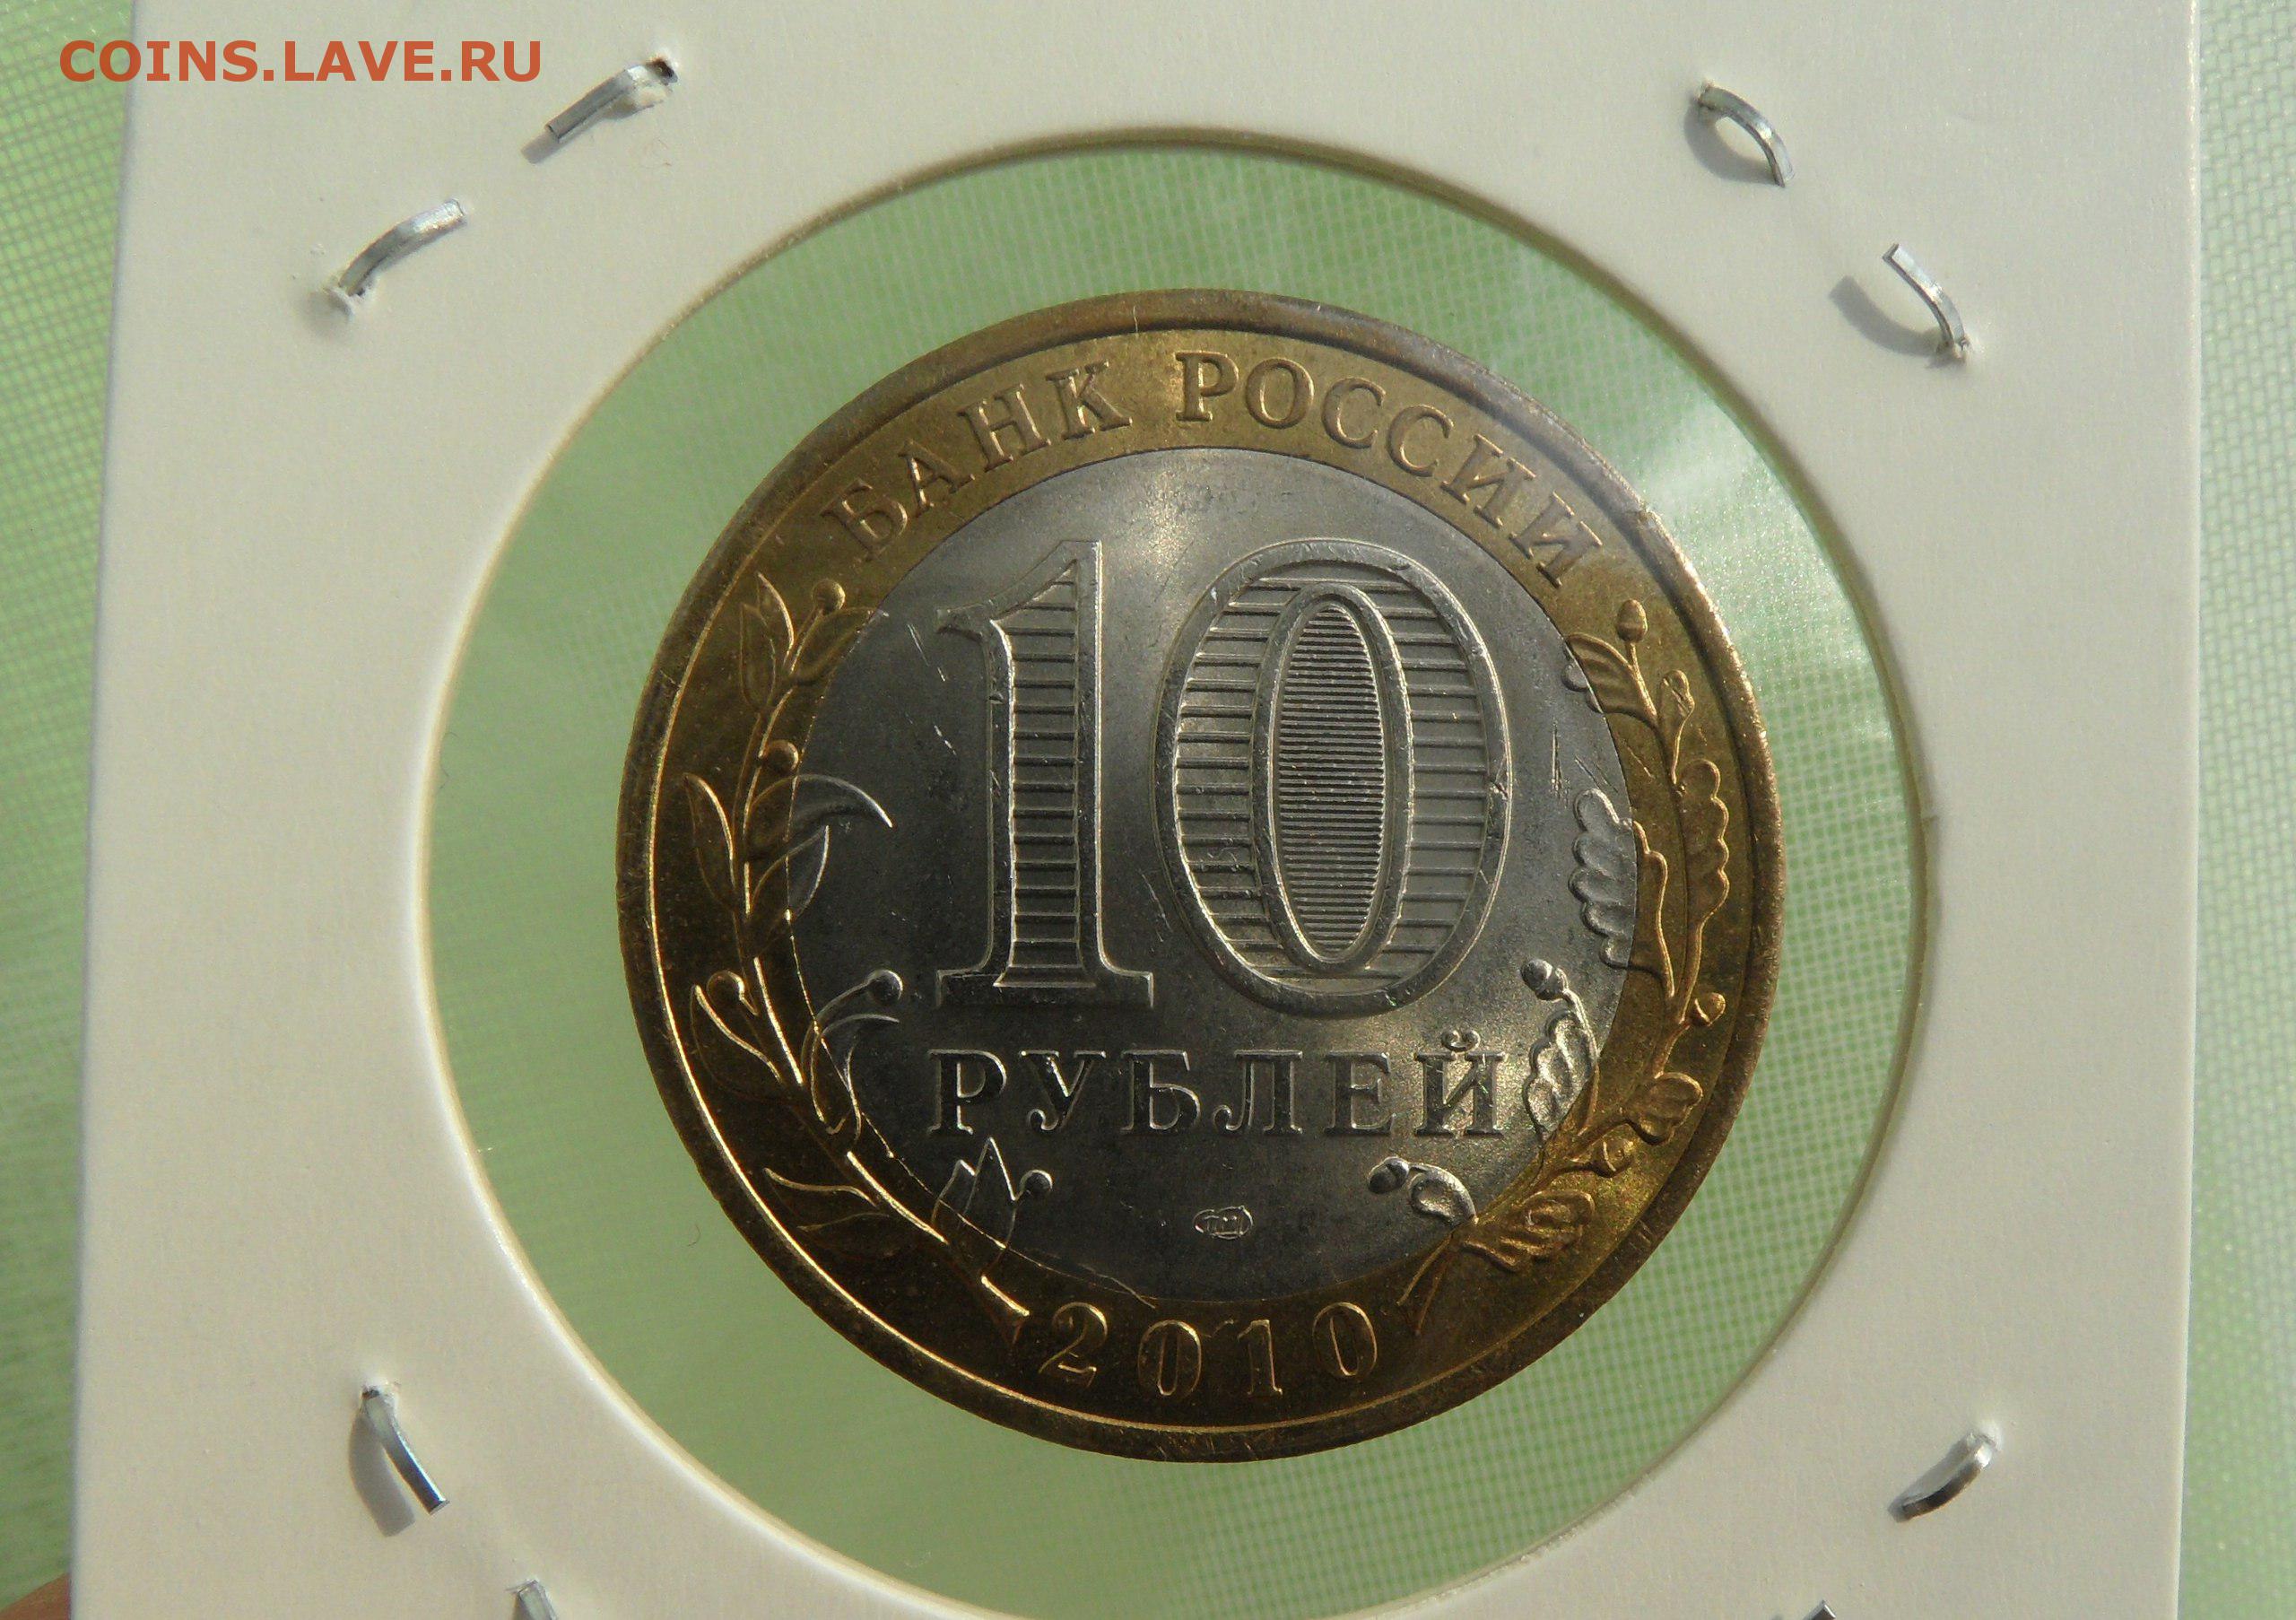 COINS.LAVE.RU
БАНК РОССИИ
10
РУБЛЕЙ
2010